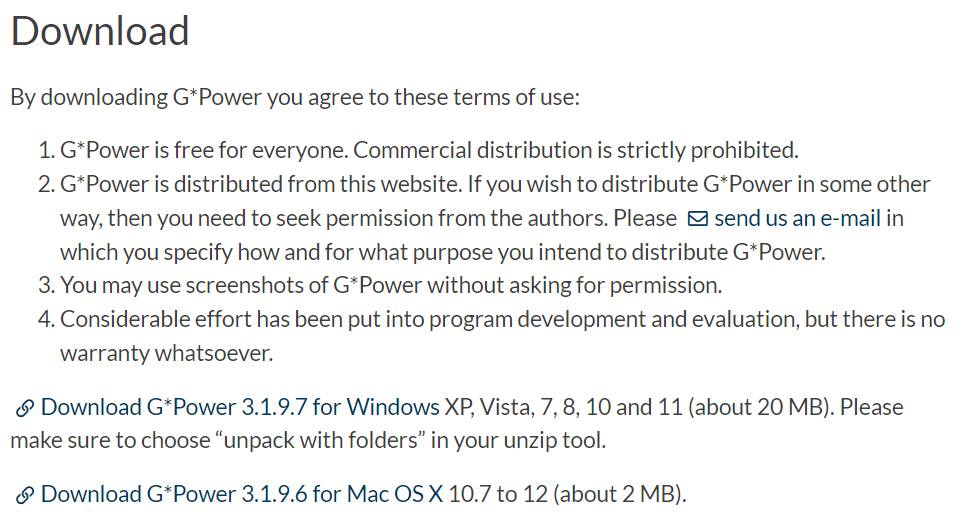 Download
By downloading G*Power you agree to these terms of use:
1. G*Power is free for everyone. Commercial distribution is strictly prohibited.
2. G*Power is distributed from this website. If you wish to distribute G*Power in some other
way, then you need to seek permission from the authors. Please send us an e-mail in
which you specify how and for what purpose you intend to distribute G*Power.
3. You may use screenshots of G*Power without asking for permission.
4. Considerable effort has been put into program development and evaluation, but there is no
warranty whatsoever.
Download G*Power 3.1.9.7 for Windows XP, Vista, 7, 8, 10 and 11 (about 20 MB). Please
make sure to choose “unpack with folders” in your unzip tool.
Download G*Power 3.1.9.6 for Mac OS X 10.7 to 12 (about 2 MB).